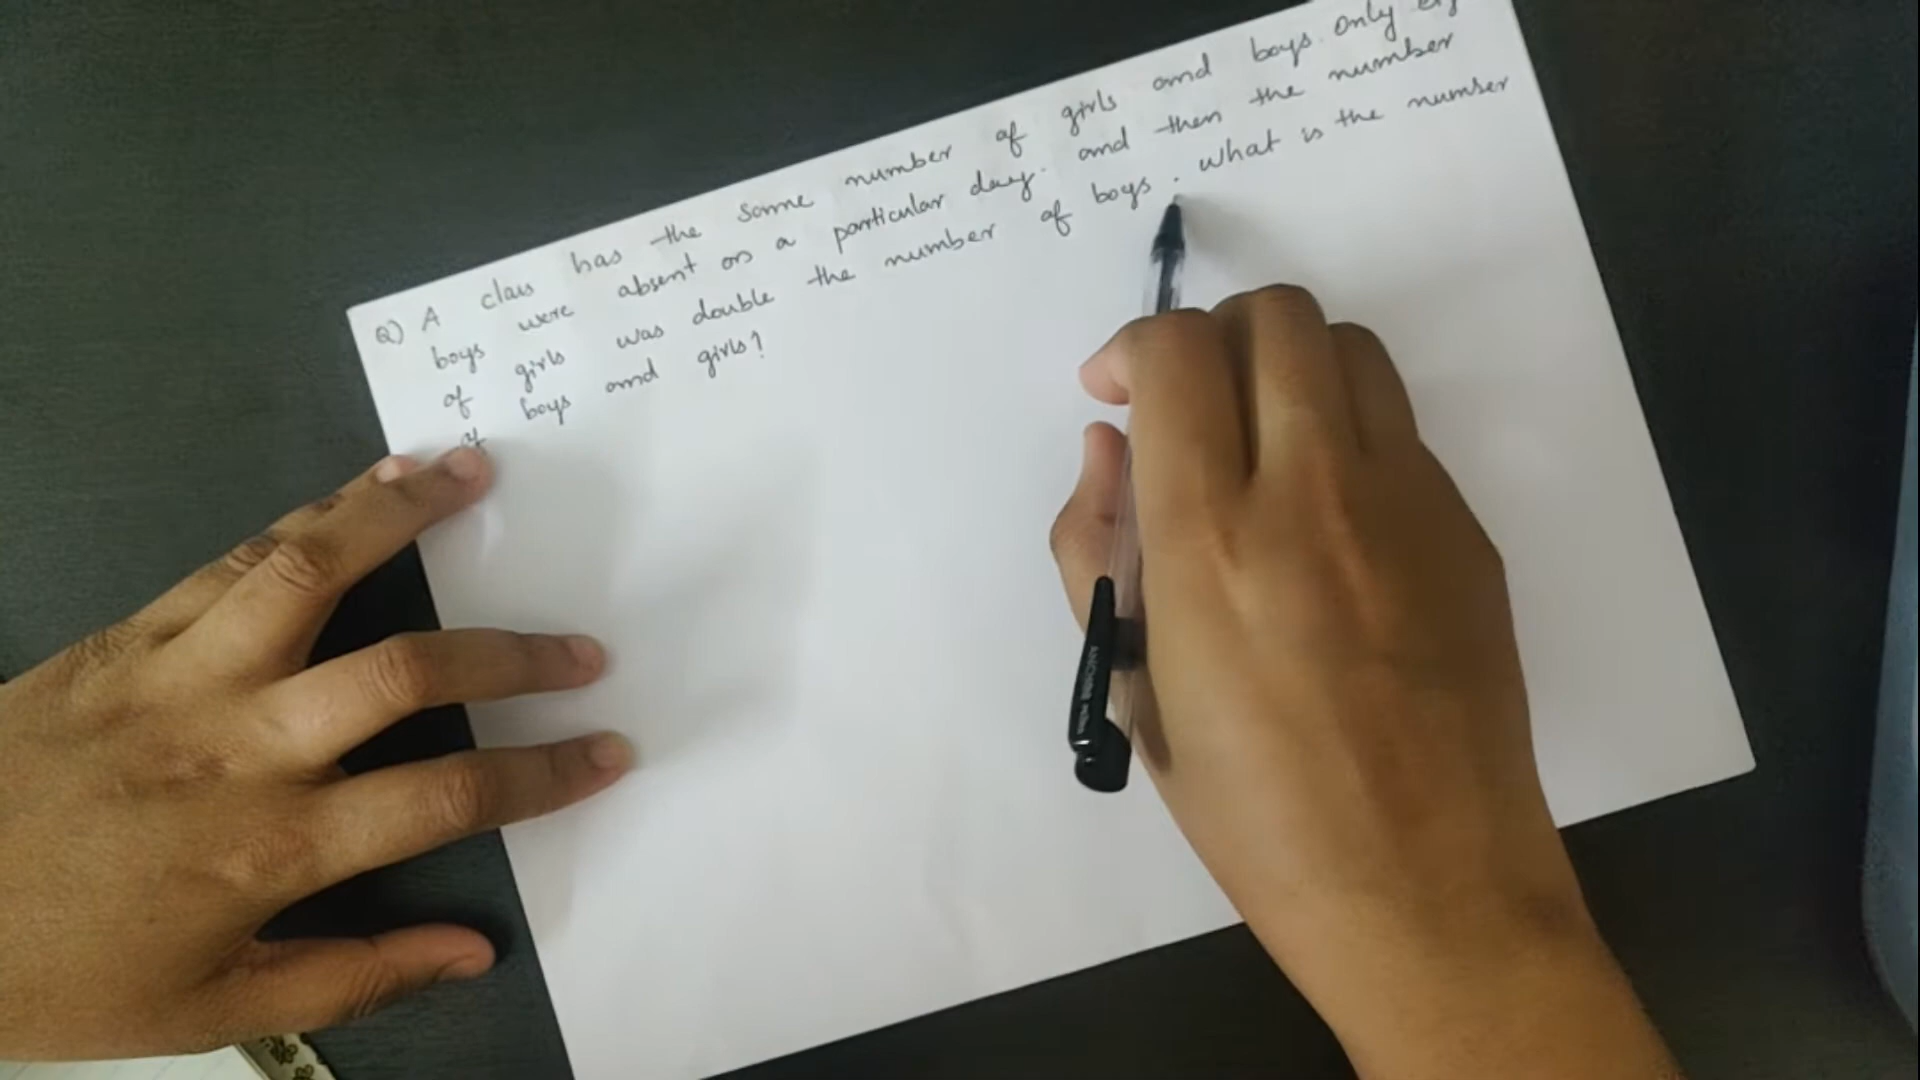 Q) A class has the same number of girls and boys. only
boys were absent on a particular day. and then the number
of girls was double the number of boys. what is the number
of boys and girls?